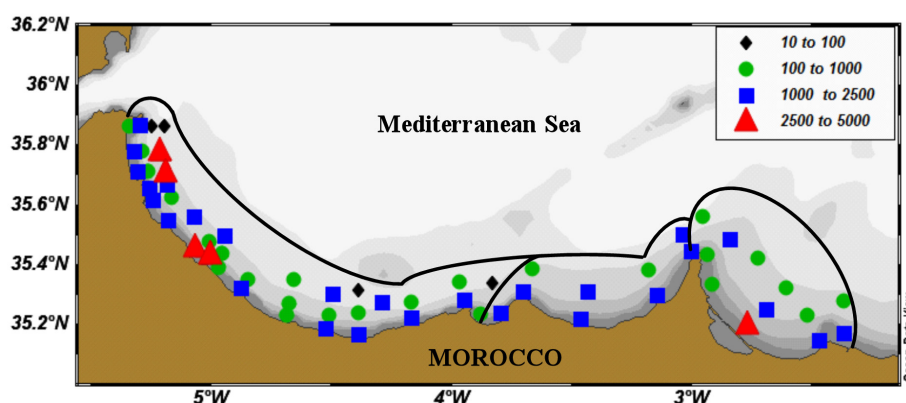 36.2°N
36°N
35.8°N
35.6°N
35.4°N
35.2°N
10 to 100
100 to 1000
1000 to 2500
2500 to 5000
Mediterranean Sea
MOROCCO
5°W
4°W
3°W